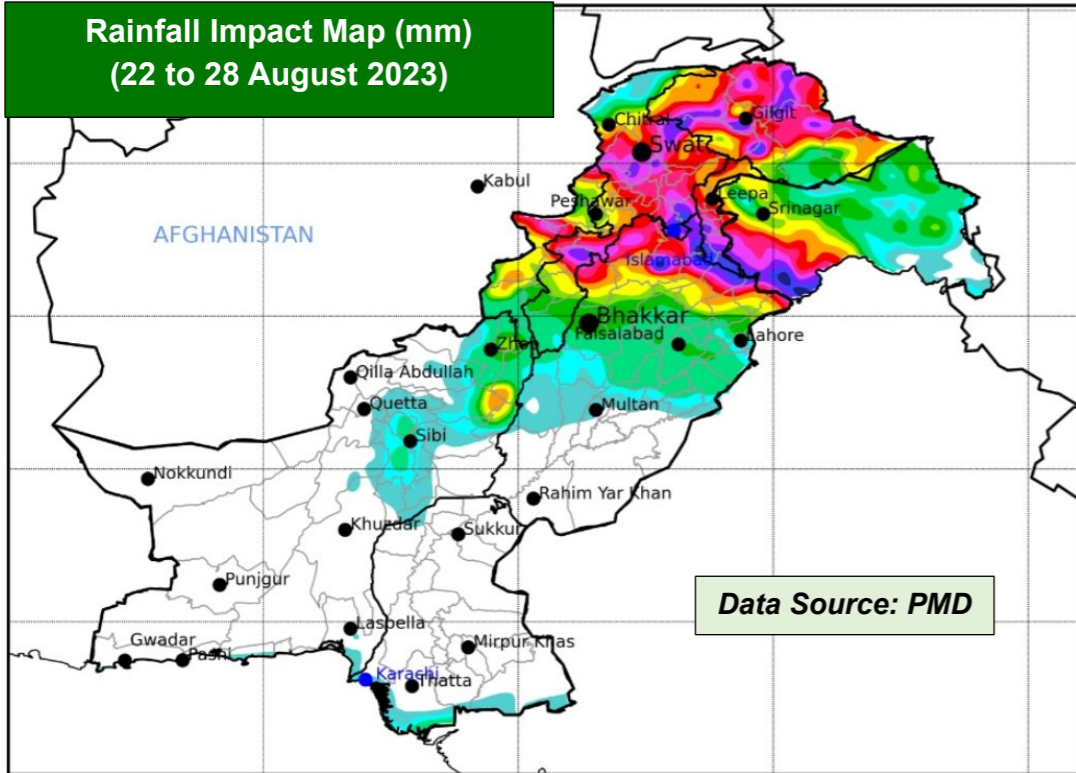 Rainfall Impact Map (mm)
(22 to 28 August 2023)
Chitral
Gilgit
Swat
Kabul
Leepa
Peshawar
Srinagar
AFGHANISTAN
Islamabad
Bhakkar
Faisalabad
Lahore
Zhob
Qilla Abdullah
Quetta
Multan
Sibi
Nokkundi
Rahim Yar Khan
Khuzdar
Sukkur
Punjgur
Data Source: PMD
Lasbella
Gwadar
Pasni
Mirpur Khas
Karachi
Thatta